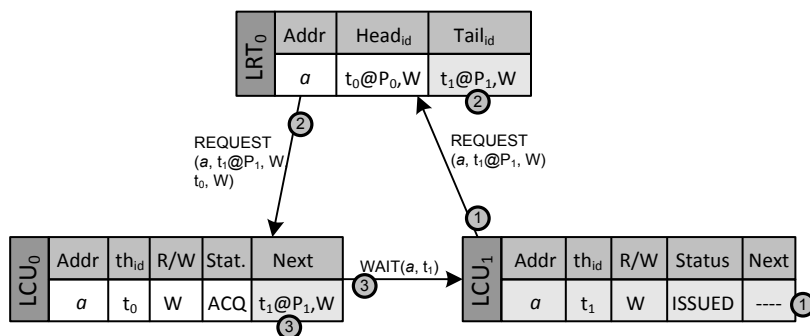 LRT0
Addr Headid Tailid
a t0@P0,W t1@P1,W
2
2
REQUEST
(a, t1@P1, W
t0, W)
REQUEST
(a, t1@P1, W)
1
LCU0
Addr thid R/W Stat. Next
a t0 W ACQ t1@P1,W
3
WAIT(a, t1)
3
LCU1
Addr thid R/W Status Next
a t1 W ISSUED ---- 1